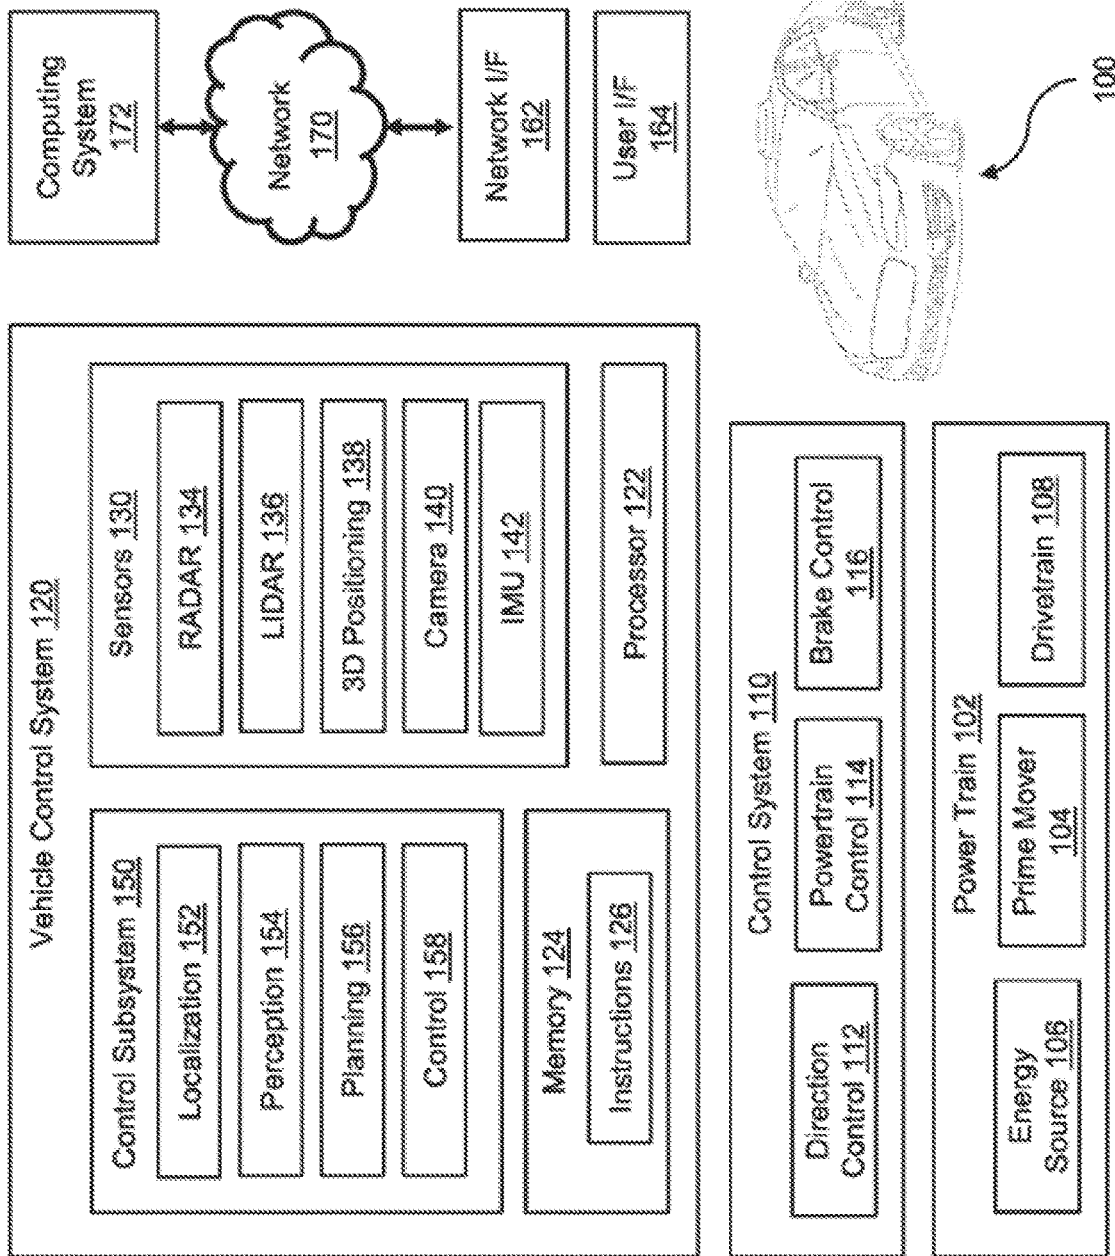 Vehicle Control System 120
Control Subsystem 150
Localization 152
Perception 154
Planning 156
Control 158
Memory 124
Instructions 126
Sensors 130
RADAR 134
LIDAR 136
3D Positioning 138
Camera 140
IMU 142
Processor 122
Computing
System
172
Network
170
Network I/F
162
User I/F
164
Control System 110
Direction
Control 112
Powertrain
Control 114
Brake Control
116
Power Train 102
Energy
Source 106
Prime Mover
104
Drivetrain 108
100